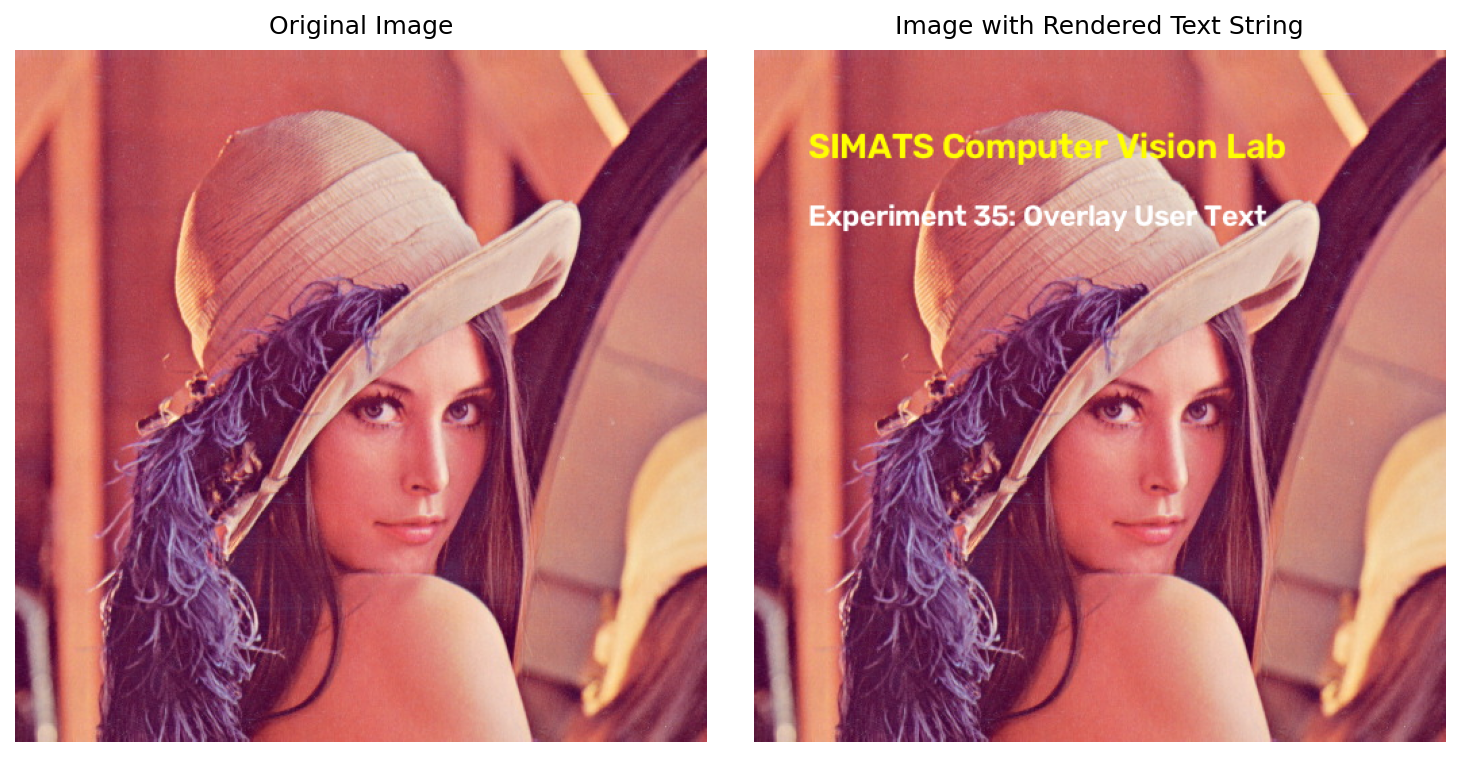 Original Image
Image with Rendered Text String
SIMATS Computer Vision Lab
Experiment 35: Overlay User Text